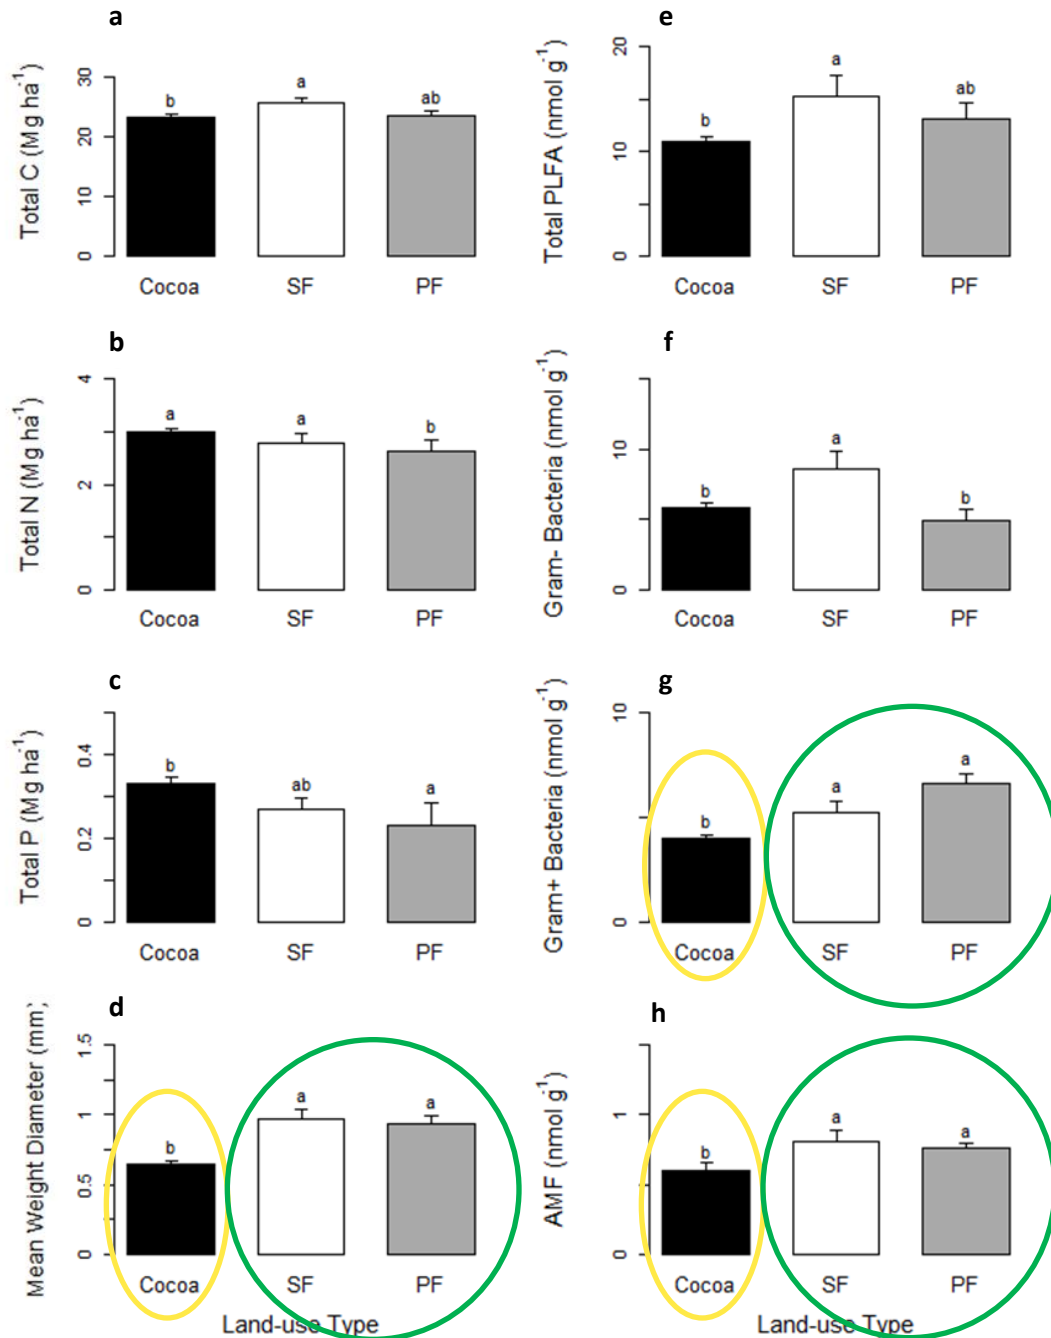 a
Total C (Mg ha-1)
30
20
10
0
b
a
ab
Cocoa SF PF
e
Total PLFA (nmol g-1)
20
10
0
b
a
ab
Cocoa SF PF
b
Total N (Mg ha-1)
4
2
0
a
a
b
Cocoa SF PF
f
Gram- Bacteria (nmol g-1)
10
0
b
a
b
Cocoa SF PF
c
Total P (Mg ha-1)
0.4
0.2
0
b
ab
a
Cocoa SF PF
g
Gram+ Bacteria (nmol g-1)
10
0
b
a
a
Cocoa SF PF
d
Mean Weight Diameter (mm)
1.5
1
0.5
0
b
a
a
Cocoa SF PF
Land-use Type
h
AMF (nmol g-1)
1
0
b
a
a
Cocoa SF PF
Land-use Type